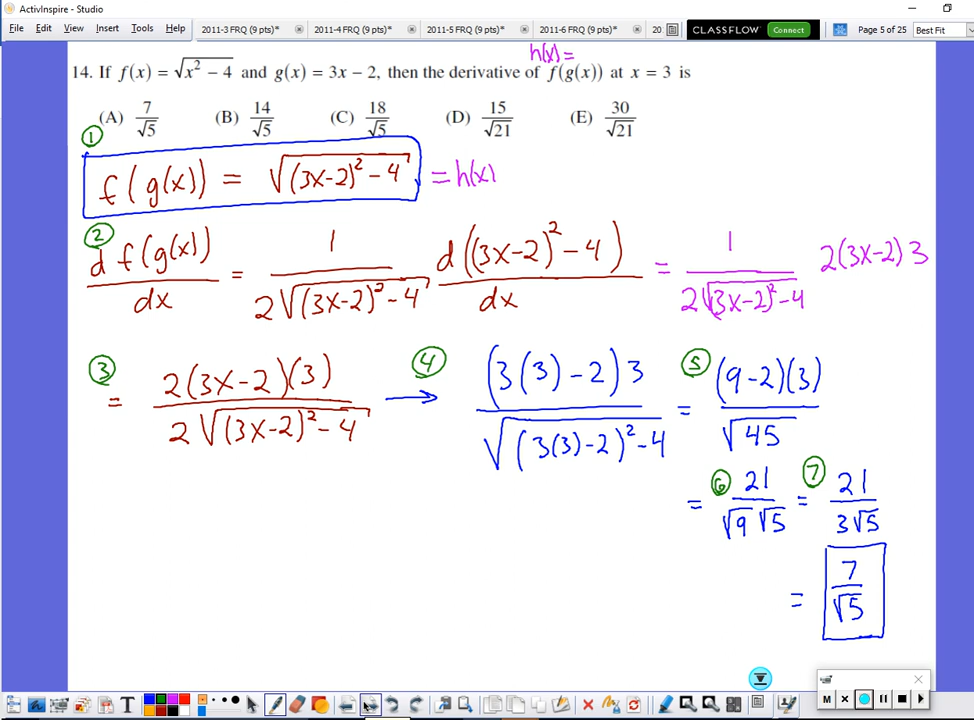 ActivInspire - Studio
File Edit View Insert Tools Help 2011-3 FRQ (9 pts)* 2011-4 FRQ (9 pts)* 2011-5 FRQ (9 pts)* 2011-6 FRQ (9 pts)* 20 CLASSFLOW Connect Page 5 of 25 Best Fit
h(x) =
14. If f(x) = √(x² − 4) and g(x) = 3x − 2, then the derivative of f(g(x)) at x = 3 is
(A) 7/√5 (B) 14/√5 (C) 18/√5 (D) 15/√21 (E) 30/√21
① f(g(x)) = √((3x-2)² - 4) = h(x)
② d f(g(x))/dx = 1/(2√((3x-2)² - 4)) d((3x-2)² - 4)/dx = 1/(2√((3x-2)² - 4)) 2(3x-2)3
③ = 2(3x-2)(3)/(2√((3x-2)² - 4)) → ④ (3(3)-2)3/√((3(3)-2)² - 4) = ⑤ (9-2)(3)/√45
= ⑥ 21/(√9 √5) = ⑦ 21/(3√5)
= 7/√5
T
M